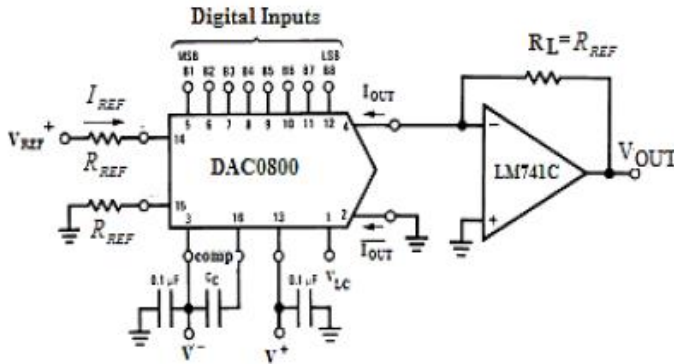 Digital Inputs
MSB LSB
B1 B2 B3 B4 B5 B6 B7 B8
R_L=R_REF
I_REF
I_OUT
V_REF+
5 6 7 8 9 10 11 12
14 4
R_REF
DAC0800
LM741C
V_OUT
−
+
15 2
R_REF
3 16 13 1
I_OUT
comp
0.1 μF C_C 0.1 μF
V_LC
V− V+